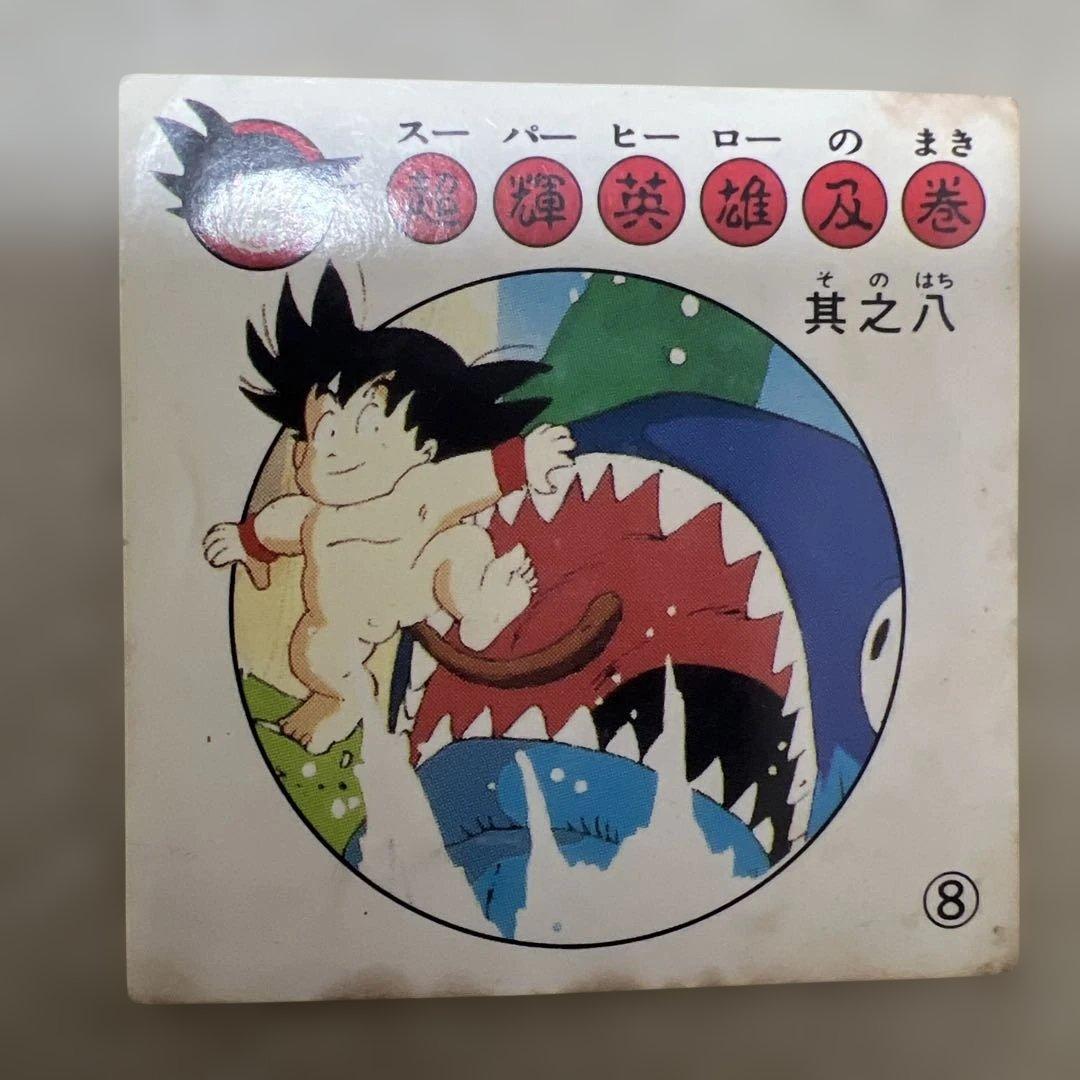 スーパーヒーローのまき
超輝英雄及巻
そのはち
其之八
⑧